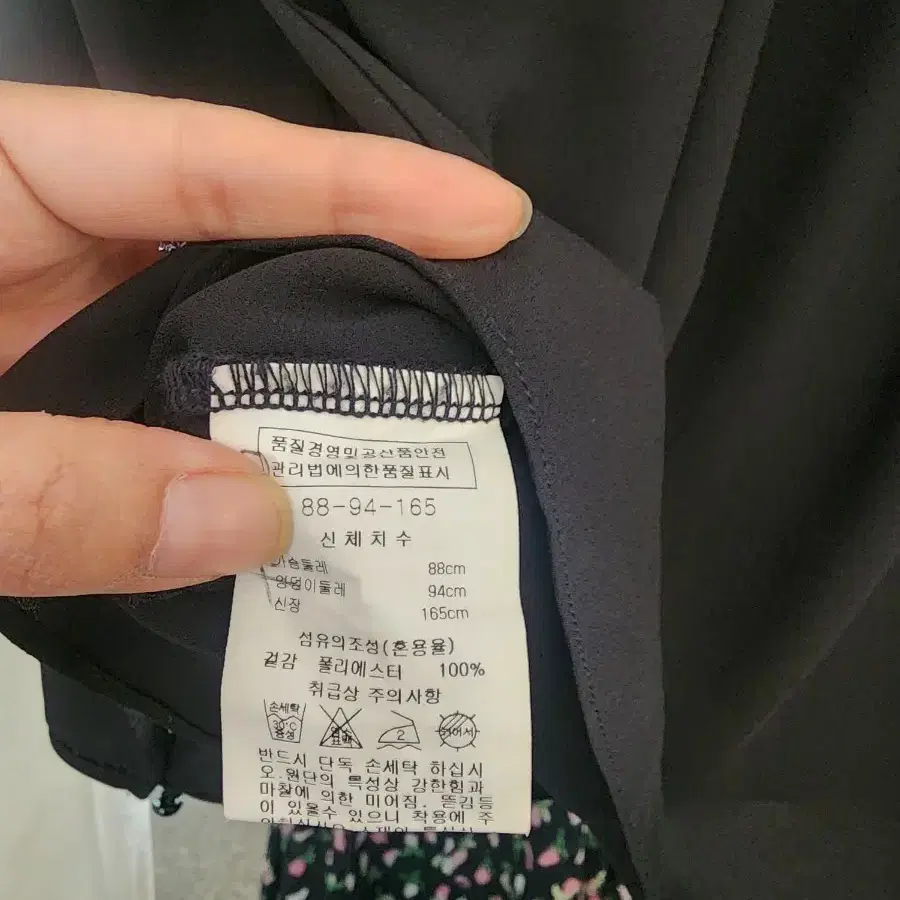 품질경영및공산품안전
관리법에의한품질표시
88-94-165
신체치수
가슴둘레 88cm
엉덩이둘레 94cm
신장 165cm
섬유의조성(혼용율)
겉감 폴리에스터 100%
취급상 주의사항
손세탁
30°C
중성
2
반드시 단독 손세탁 하십시
오.원단의 특성상 강한힘과
마찰에 의한 미어짐. 뜯김등
이 있을수 있으니 착용에 주